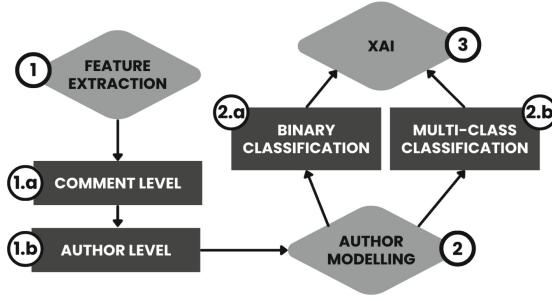 1
FEATURE
EXTRACTION
1.a
COMMENT LEVEL
1.b
AUTHOR LEVEL
2
AUTHOR
MODELLING
2.a
BINARY
CLASSIFICATION
2.b
MULTI-CLASS
CLASSIFICATION
3
XAI